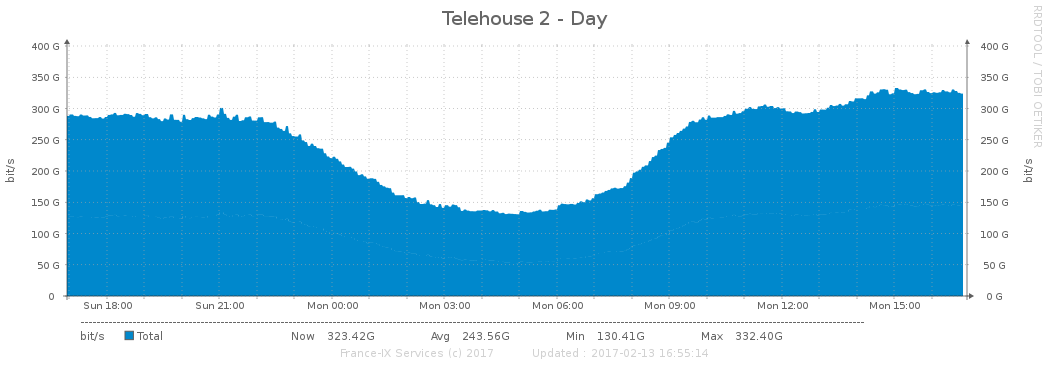 Telehouse 2 - Day
RRDTOOL / TOBI OETIKER
400 G 400 G
350 G 350 G
300 G 300 G
250 G 250 G
200 G 200 G
150 G 150 G
100 G 100 G
50 G 50 G
0 0 G
bit/s
bit/s
Sun 18:00 Sun 21:00 Mon 00:00 Mon 03:00 Mon 06:00 Mon 09:00 Mon 12:00 Mon 15:00
bit/s Total Now 323.42G Avg 243.56G Min 130.41G Max 332.40G
France-IX Services (c) 2017 Updated : 2017-02-13 16:55:14